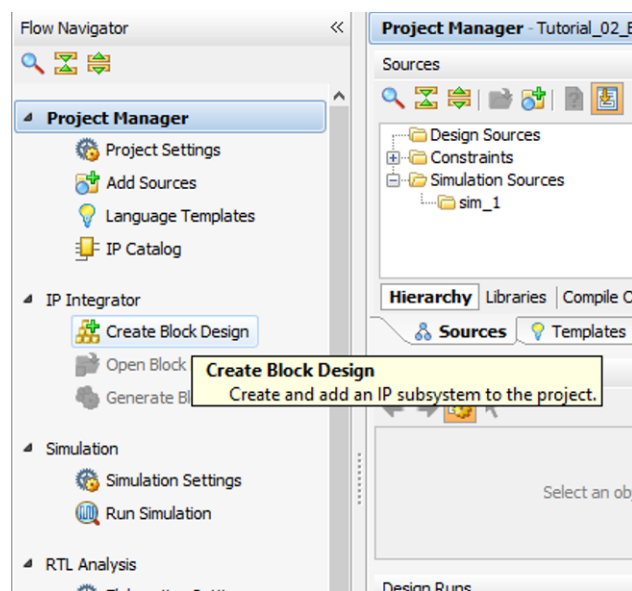 Flow Navigator
Project Manager
Project Settings
Add Sources
Language Templates
IP Catalog
IP Integrator
Create Block Design
Open Block
Generate Bl
Create Block Design
Create and add an IP subsystem to the project.
Simulation
Simulation Settings
Run Simulation
RTL Analysis
Project Manager - Tutorial_02_
Sources
Design Sources
Constraints
Simulation Sources
sim_1
Hierarchy Libraries Compile
Sources Templates
Select an obj
Design Runs